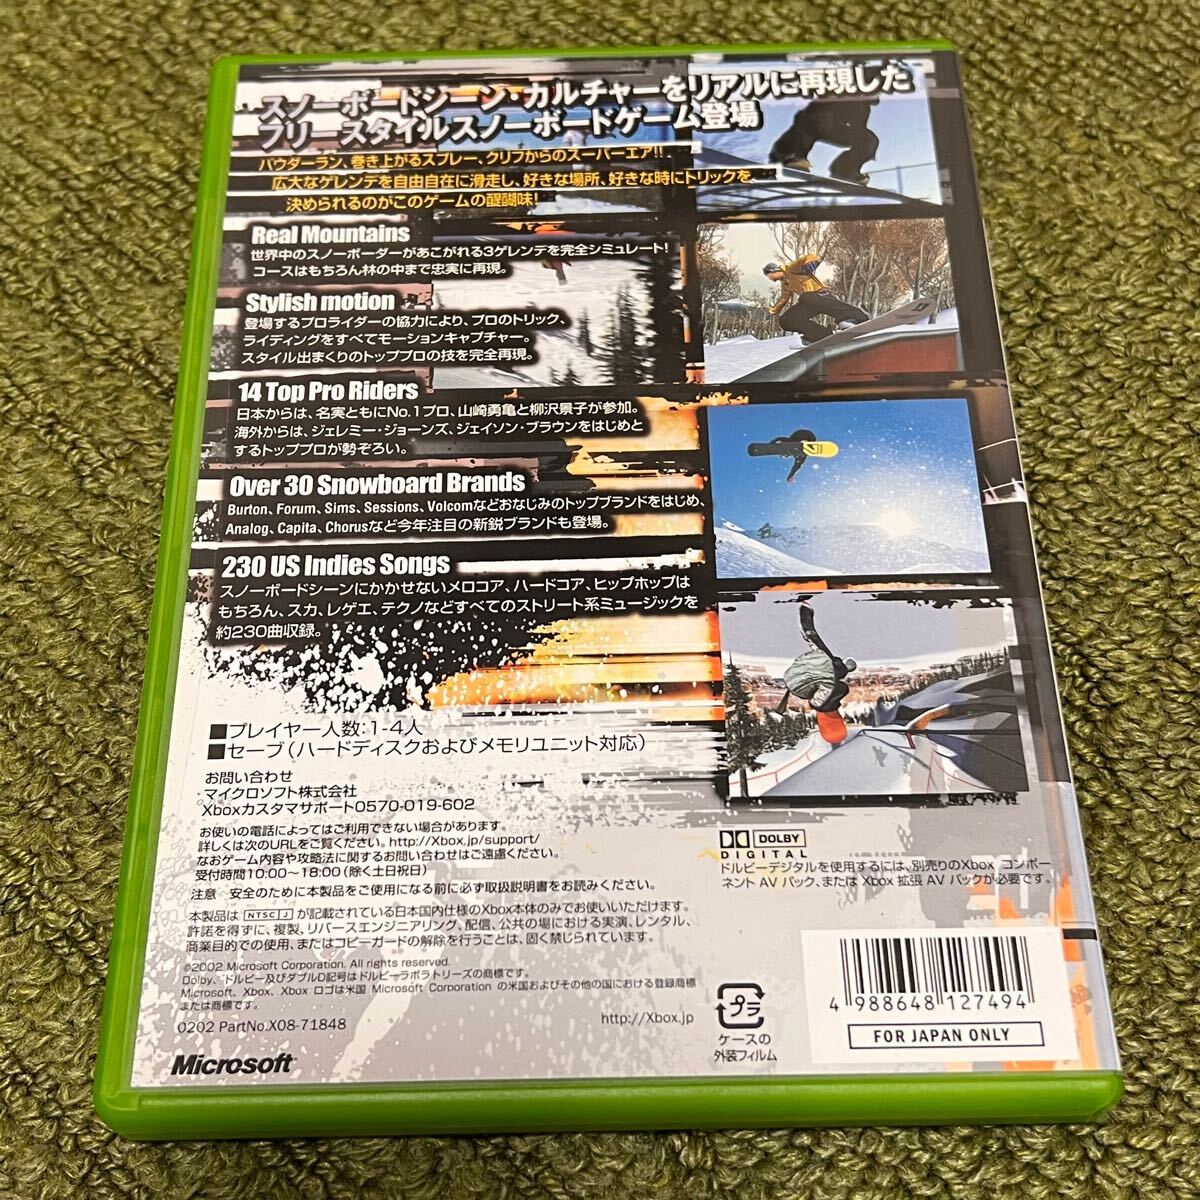 スノーボードシーン・カルチャーをリアルに再現した
フリースタイルスノーボードゲーム登場
パウダーラン、巻き上がるスプレー、クリフからのスーパーエア!!
広大なゲレンデを自由自在に滑走し、好きな場所、好きな時にトリックを
決められるのがこのゲームの醍醐味!
Real Mountains
世界中のスノーボーダーがあこがれる3ゲレンデを完全シミュレート!
コースはもちろん林の中まで忠実に再現。
Stylish motion
登場するプロライダーの協力により、プロのトリック、
ライディングをすべてモーションキャプチャー。
スタイル出まくりのトッププロの技を完全再現。
14 Top Pro Riders
日本からは、名実ともにNo.1プロ、山崎勇亀と柳沢景子が参加。
海外からは、ジェレミー・ジョーンズ、ジェイソン・ブラウンをはじめと
するトッププロが勢ぞろい。
Over 30 Snowboard Brands
Burton、Forum、Sims、Sessions、Volcomなどおなじみのトップブランドをはじめ、
Analog、Capita、Chorusなど今年注目の新鋭ブランドも登場。
230 US Indies Songs
スノーボードシーンにかかせないメロコア、ハードコア、ヒップホップは
もちろん、スカ、レゲエ、テクノなどすべてのストリート系ミュージックを
約230曲収録。
■プレイヤー人数:1-4人
■セーブ(ハードディスクおよびメモリユニット対応)
お問い合わせ
マイクロソフト株式会社
Xboxカスタマサポート0570-019-602
お使いの電話によってはご利用できない場合があります。
詳しくは次のURLをご覧ください。http://Xbox.jp/support/
なおゲーム内容や攻略法に関するお問い合わせはご遠慮ください。
受付時間10:00~18:00(除く土日祝日)
注意 安全のために本製品をご使用になる前に必ず取扱説明書をお読みください。
本製品は NTSC J が記載されている日本国内仕様のXbox本体のみでお使いいただけます。
許諾を得ずに、複製、リバースエンジニアリング、配信、公共の場における実演、レンタル、
商業目的での使用、またはコピーガードの解除を行うことは、固く禁じられています。
©2002 Microsoft Corporation. All rights reserved.
Dolby、ドルビー及びダブルD記号はドルビーラボラトリーズの商標です。
Microsoft、Xbox、Xbox ロゴは米国 Microsoft Corporation の米国およびその他の国における登録商標
または商標です。
0202 PartNo.X08-71848
http://Xbox.jp
Microsoft
DOLBY
DIGITAL
ドルビーデジタルを使用するには、別売りのXbox コンポー
ネント AV パック、または Xbox 拡張 AV パックが必要です。
プラ
ケースの
外装フィルム
4 988648 127494
FOR JAPAN ONLY